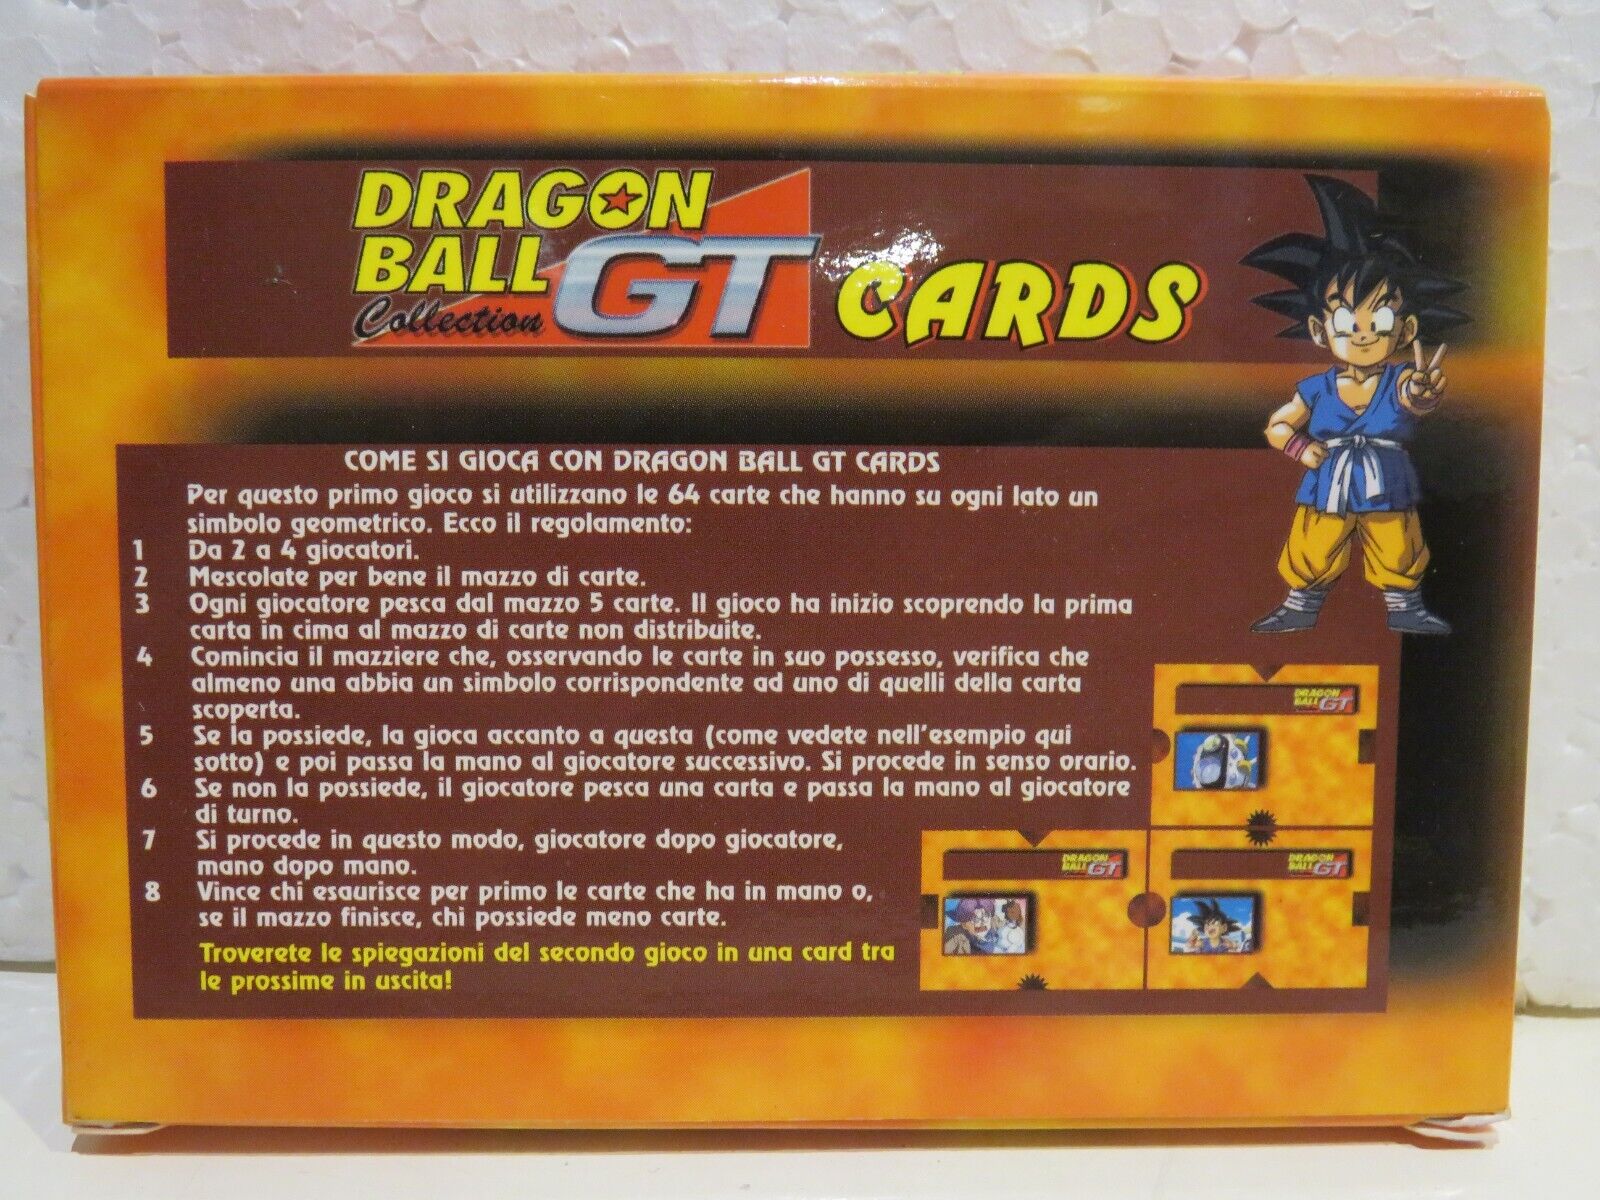 DRAGON
BALL GT
Collection
CARDS
COME SI GIOCA CON DRAGON BALL GT CARDS
Per questo primo gioco si utilizzano le 64 carte che hanno su ogni lato un
simbolo geometrico. Ecco il regolamento:
1 Da 2 a 4 giocatori.
2 Mescolate per bene il mazzo di carte.
3 Ogni giocatore pesca dal mazzo 5 carte. Il gioco ha inizio scoprendo la prima
carta in cima al mazzo di carte non distribuite.
4 Comincia il mazziere che, osservando le carte in suo possesso, verifica che
almeno una abbia un simbolo corrispondente ad uno di quelli della carta
scoperta.
5 Se la possiede, la gioca accanto a questa (come vedete nell'esempio qui
sotto) e poi passa la mano al giocatore successivo. Si procede in senso orario.
6 Se non la possiede, il giocatore pesca una carta e passa la mano al giocatore
di turno.
7 Si procede in questo modo, giocatore dopo giocatore,
mano dopo mano.
8 Vince chi esaurisce per primo le carte che ha in mano o,
se il mazzo finisce, chi possiede meno carte.
Troverete le spiegazioni del secondo gioco in una card tra
le prossime in uscita!
DRAGON
BALL GT
DRAGON
BALL GT
DRAGON
BALL GT